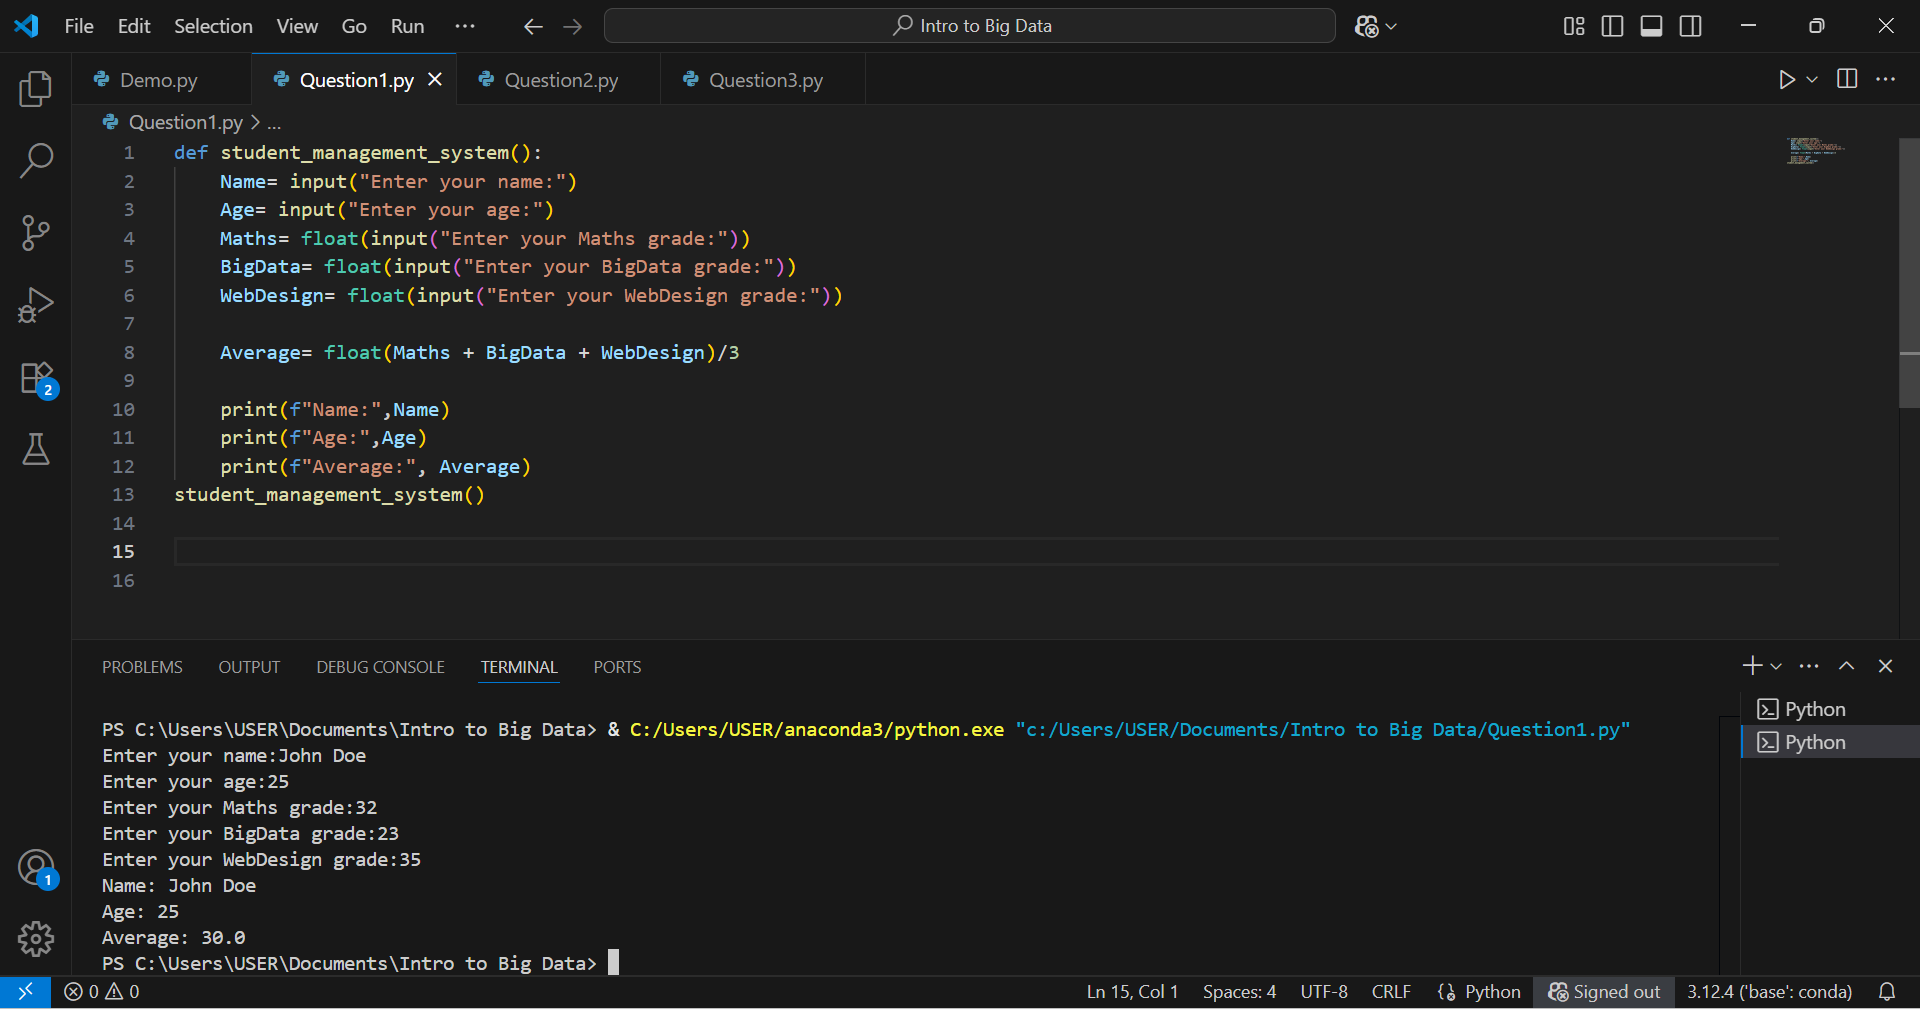 File Edit Selection View Go Run ··· Intro to Big Data
Demo.py Question1.py Question2.py Question3.py
Question1.py > ...
1 def student_management_system():
2     Name= input("Enter your name:")
3     Age= input("Enter your age:")
4     Maths= float(input("Enter your Maths grade:"))
5     BigData= float(input("Enter your BigData grade:"))
6     WebDesign= float(input("Enter your WebDesign grade:"))
7
8     Average= float(Maths + BigData + WebDesign)/3
9
10     print(f"Name:",Name)
11     print(f"Age:",Age)
12     print(f"Average:", Average)
13 student_management_system()
14
15
16
2
1
PROBLEMS OUTPUT DEBUG CONSOLE TERMINAL PORTS
PS C:\Users\USER\Documents\Intro to Big Data> & C:/Users/USER/anaconda3/python.exe "c:/Users/USER/Documents/Intro to Big Data/Question1.py"
Enter your name:John Doe
Enter your age:25
Enter your Maths grade:32
Enter your BigData grade:23
Enter your WebDesign grade:35
Name: John Doe
Age: 25
Average: 30.0
PS C:\Users\USER\Documents\Intro to Big Data>
Python
Python
0 0 Ln 15, Col 1 Spaces: 4 UTF-8 CRLF Python Signed out 3.12.4 ('base': conda)